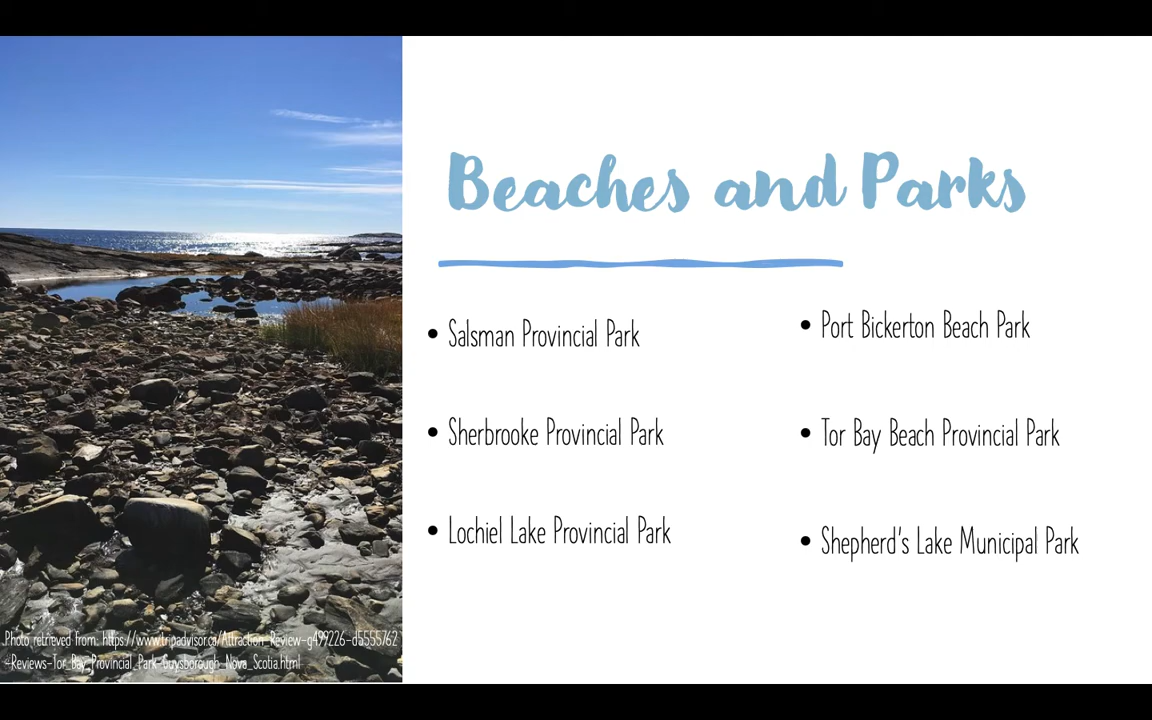 Beaches and Parks
• Salsman Provincial Park
• Sherbrooke Provincial Park
• Lochiel Lake Provincial Park
• Port Bickerton Beach Park
• Tor Bay Beach Provincial Park
• Shepherd's Lake Municipal Park
Photo retrieved from: https://www.tripadvisor.ca/Attraction_Review-g499226-d5555762
-Reviews-Tor_Bay_Provincial_Park-Guysborough_Nova_Scotia.html